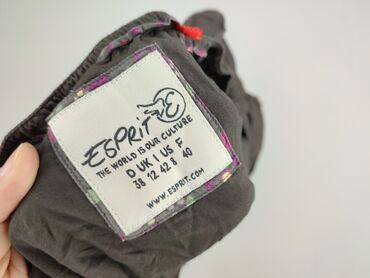 ESPRIT
THE WORLD IS OUR CULTURE
D UK I US F
38 12 42 8 40
WWW.ESPRIT.COM